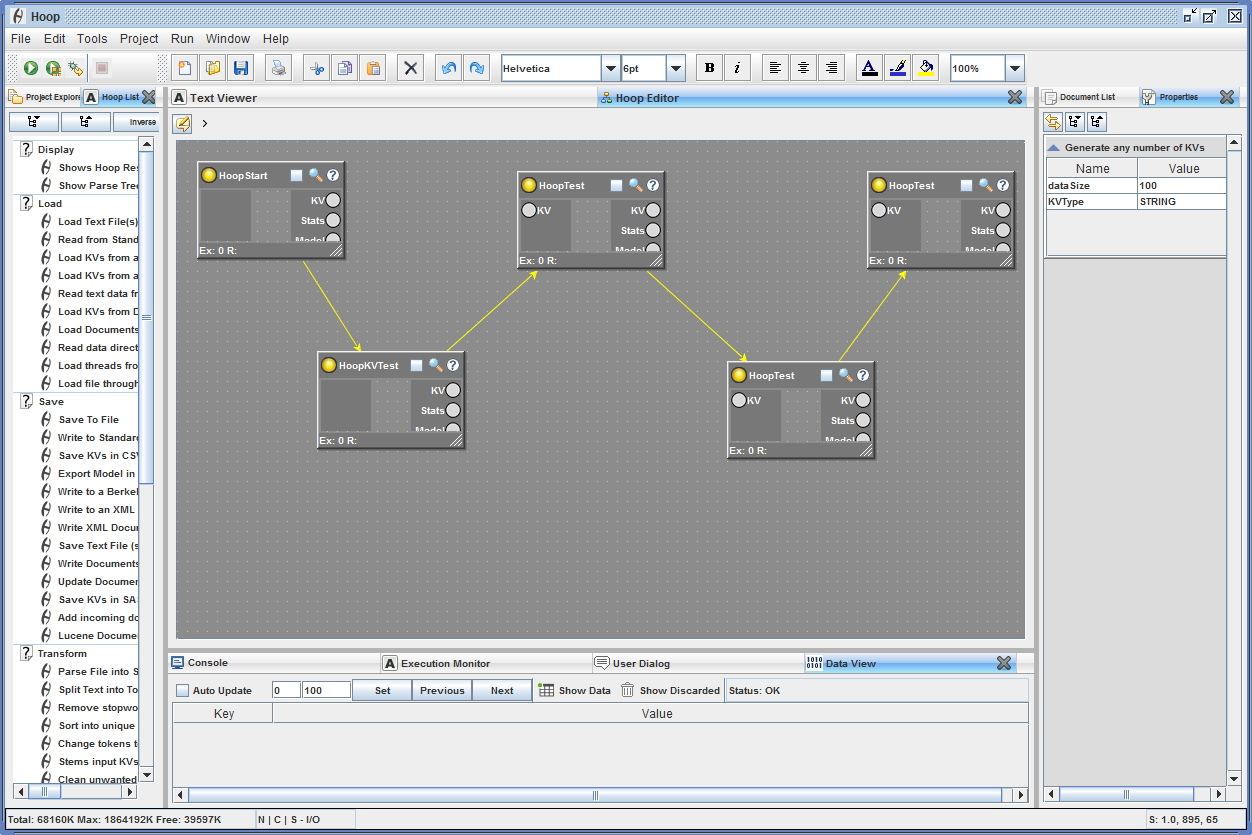 Hoop
File Edit Tools Project Run Window Help
Helvetica 6pt B i A 100%
Project Explore
A Hoop List
A Text Viewer
Hoop Editor
Document List
Properties
Inverse
>
? Display
Shows Hoop Res
Show Parse Tree
? Load
Load Text File(s)
Read from Stand
Load KVs from a
Load KVs from a
Read text data fr
Load KVs from D
Load Documents
Read data direct
Load threads fro
Load file through
? Save
Save To File
Write to Standar
Save KVs in CSV
Export Model in
Write to a Berkel
Write to an XML
Write XML Docur
Save Text File (s
Write Documents
Update Documen
Save KVs in SA
Add incoming do
Lucene Docume
? Transform
Parse File into S
Split Text into To
Remove stopwo
Sort into unique
Change tokens t
Stems input KVs
Clean unwanted
HoopStart ?
KV
Stats
Model
Ex: 0 R:
HoopTest ?
KV KV
Stats
Model
Ex: 0 R:
HoopTest ?
KV KV
Stats
Model
Ex: 0 R:
HoopKVTest ?
KV
Stats
Model
Ex: 0 R:
HoopTest ?
KV KV
Stats
Model
Ex: 0 R:
Generate any number of KVs
Name Value
dataSize 100
KVType STRING
Console
A Execution Monitor
User Dialog
Data View
Auto Update 0 100 Set Previous Next Show Data Show Discarded Status: OK
Key Value
Total: 68160K Max: 1864192K Free: 39597K
N | C | S - I/O
S: 1.0, 895, 65